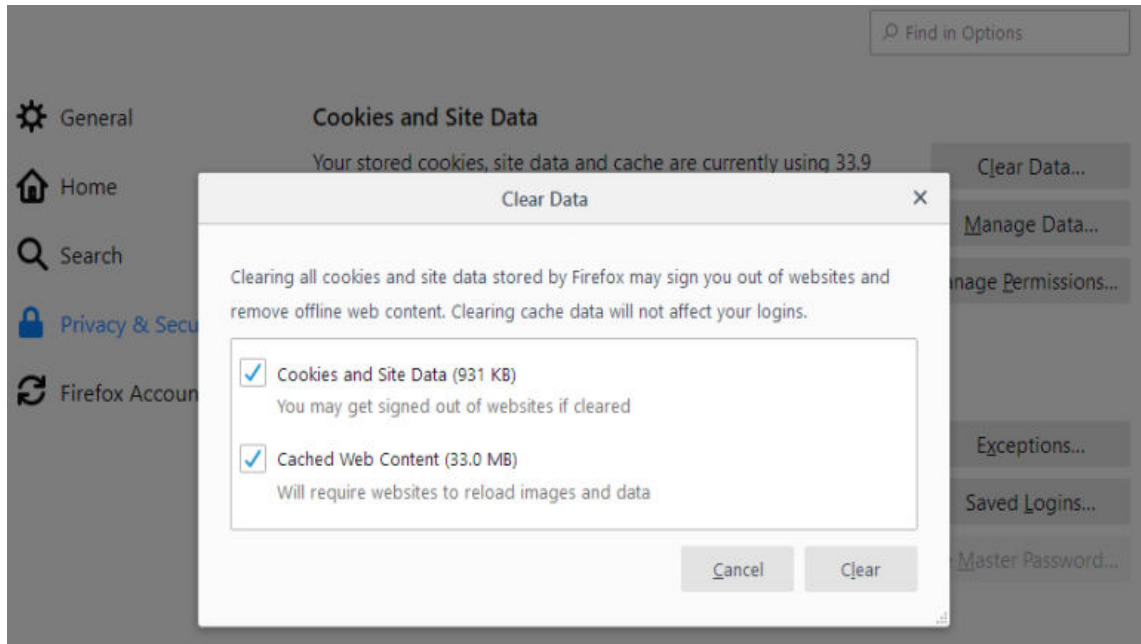 Find in Options
General
Cookies and Site Data
Your stored cookies, site data and cache are currently using 33.9
Clear Data...
Home
Clear Data
Manage Data...
Search
Clearing all cookies and site data stored by Firefox may sign you out of websites and
remove offline web content. Clearing cache data will not affect your logins.
nage Permissions...
Privacy & Secu
Cookies and Site Data (931 KB)
You may get signed out of websites if cleared
Firefox Accoun
Cached Web Content (33.0 MB)
Will require websites to reload images and data
Exceptions...
Saved Logins...
Cancel
Clear
Master Password...